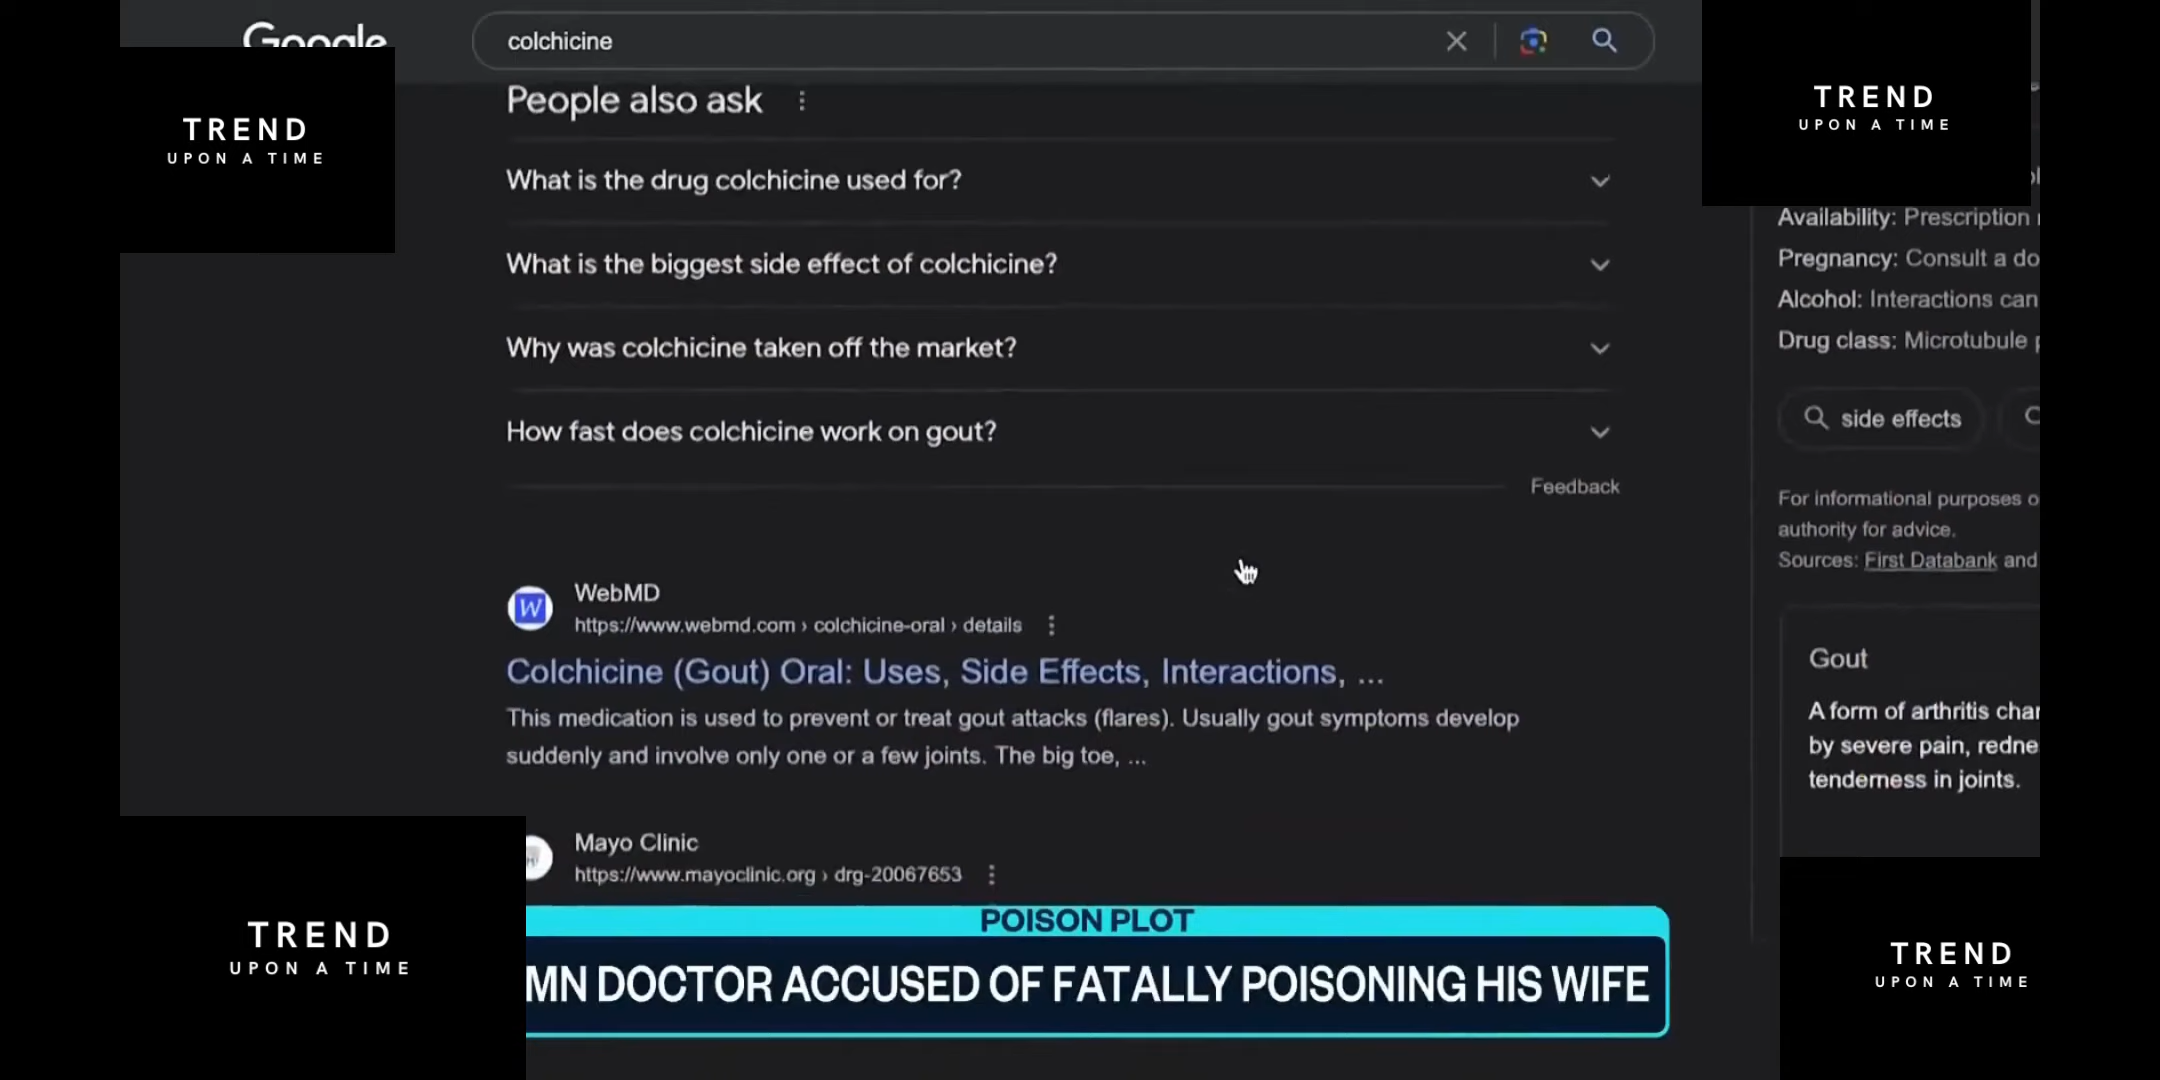 Google
colchicine
People also ask
What is the drug colchicine used for?
What is the biggest side effect of colchicine?
Why was colchicine taken off the market?
How fast does colchicine work on gout?
Feedback
WebMD
https://www.webmd.com › colchicine-oral › details
Colchicine (Gout) Oral: Uses, Side Effects, Interactions, ...
This medication is used to prevent or treat gout attacks (flares). Usually gout symptoms develop
suddenly and involve only one or a few joints. The big toe, ...
Mayo Clinic
https://www.mayoclinic.org › drg-20067653
Availability: Prescription
Pregnancy: Consult a do
Alcohol: Interactions can
Drug class: Microtubule
side effects
For informational purposes o
authority for advice.
Sources: First Databank and
Gout
A form of arthritis char
by severe pain, redne
tenderness in joints.
POISON PLOT
MN DOCTOR ACCUSED OF FATALLY POISONING HIS WIFE
TREND
UPON A TIME
TREND
UPON A TIME
TREND
UPON A TIME
TREND
UPON A TIME